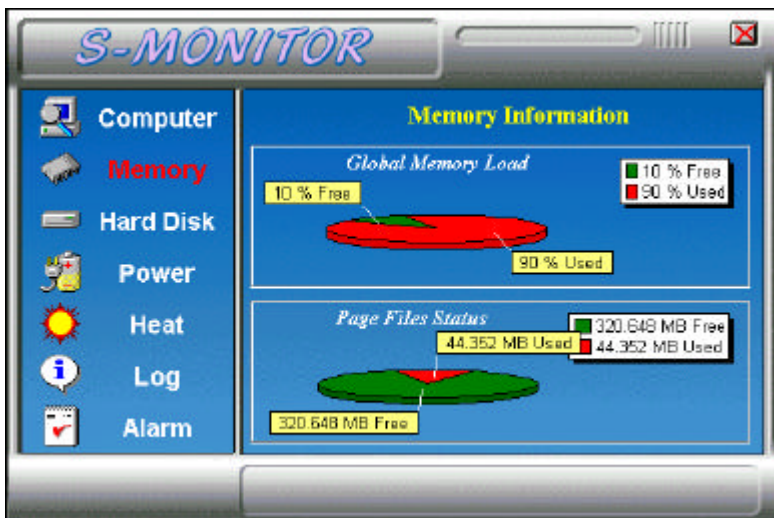 S-MONITOR
Computer
Memory
Hard Disk
Power
Heat
Log
Alarm
Memory Information
Global Memory Load
10 % Free
90 % Used
10 % Free
90 % Used
Page Files Status
320.648 MB Free
44.352 MB Used
44.352 MB Used
320.648 MB Free